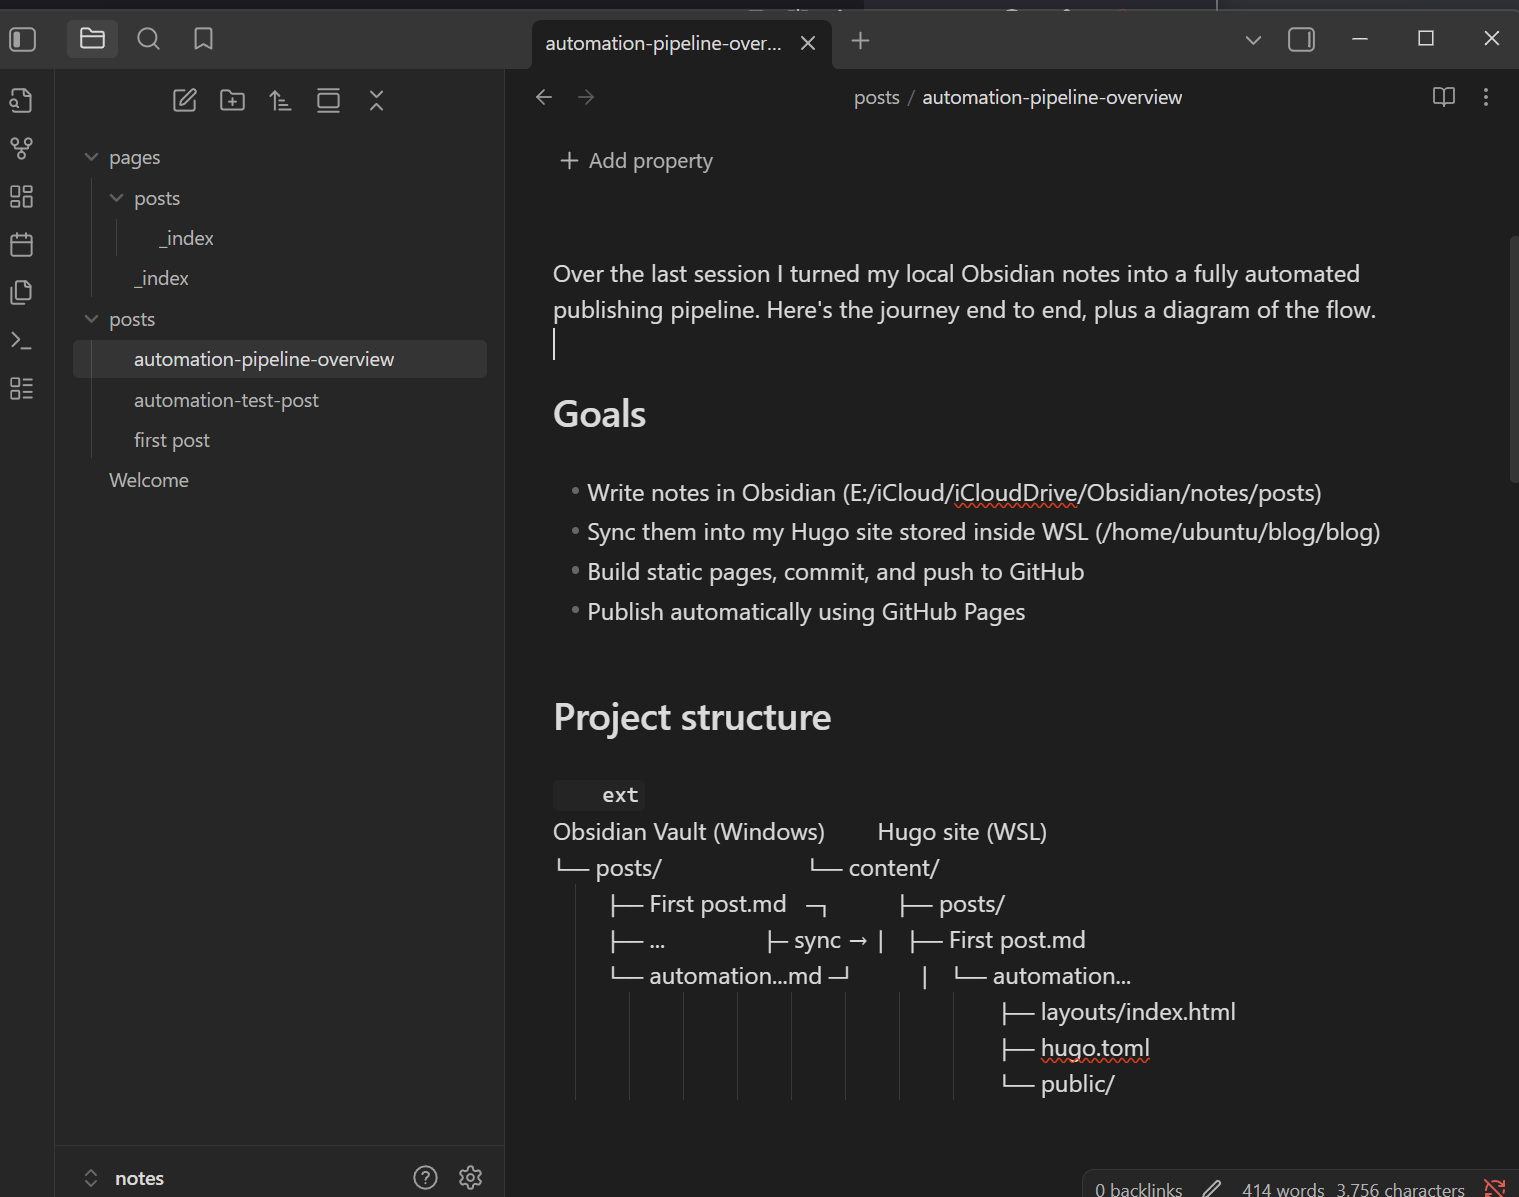 automation-pipeline-over...
posts / automation-pipeline-overview
pages
posts
_index
_index
posts
automation-pipeline-overview
automation-test-post
first post
Welcome
notes
Add property
Over the last session I turned my local Obsidian notes into a fully automated
publishing pipeline. Here's the journey end to end, plus a diagram of the flow.
Goals
• Write notes in Obsidian (E:/iCloud/iCloudDrive/Obsidian/notes/posts)
• Sync them into my Hugo site stored inside WSL (/home/ubuntu/blog/blog)
• Build static pages, commit, and push to GitHub
• Publish automatically using GitHub Pages
Project structure
ext
Obsidian Vault (Windows) Hugo site (WSL)
└── posts/ └── content/
├── First post.md ─┐ ├── posts/
├── ... ├─ sync → │ ├── First post.md
└── automation...md ─┘ │ └── automation...
├── layouts/index.html
├── hugo.toml
└── public/
0 backlinks 414 words 3,756 characters